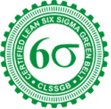 CERTIFIED LEAN SIX SIGMA GREEN BELT
6σ
CLSSGB